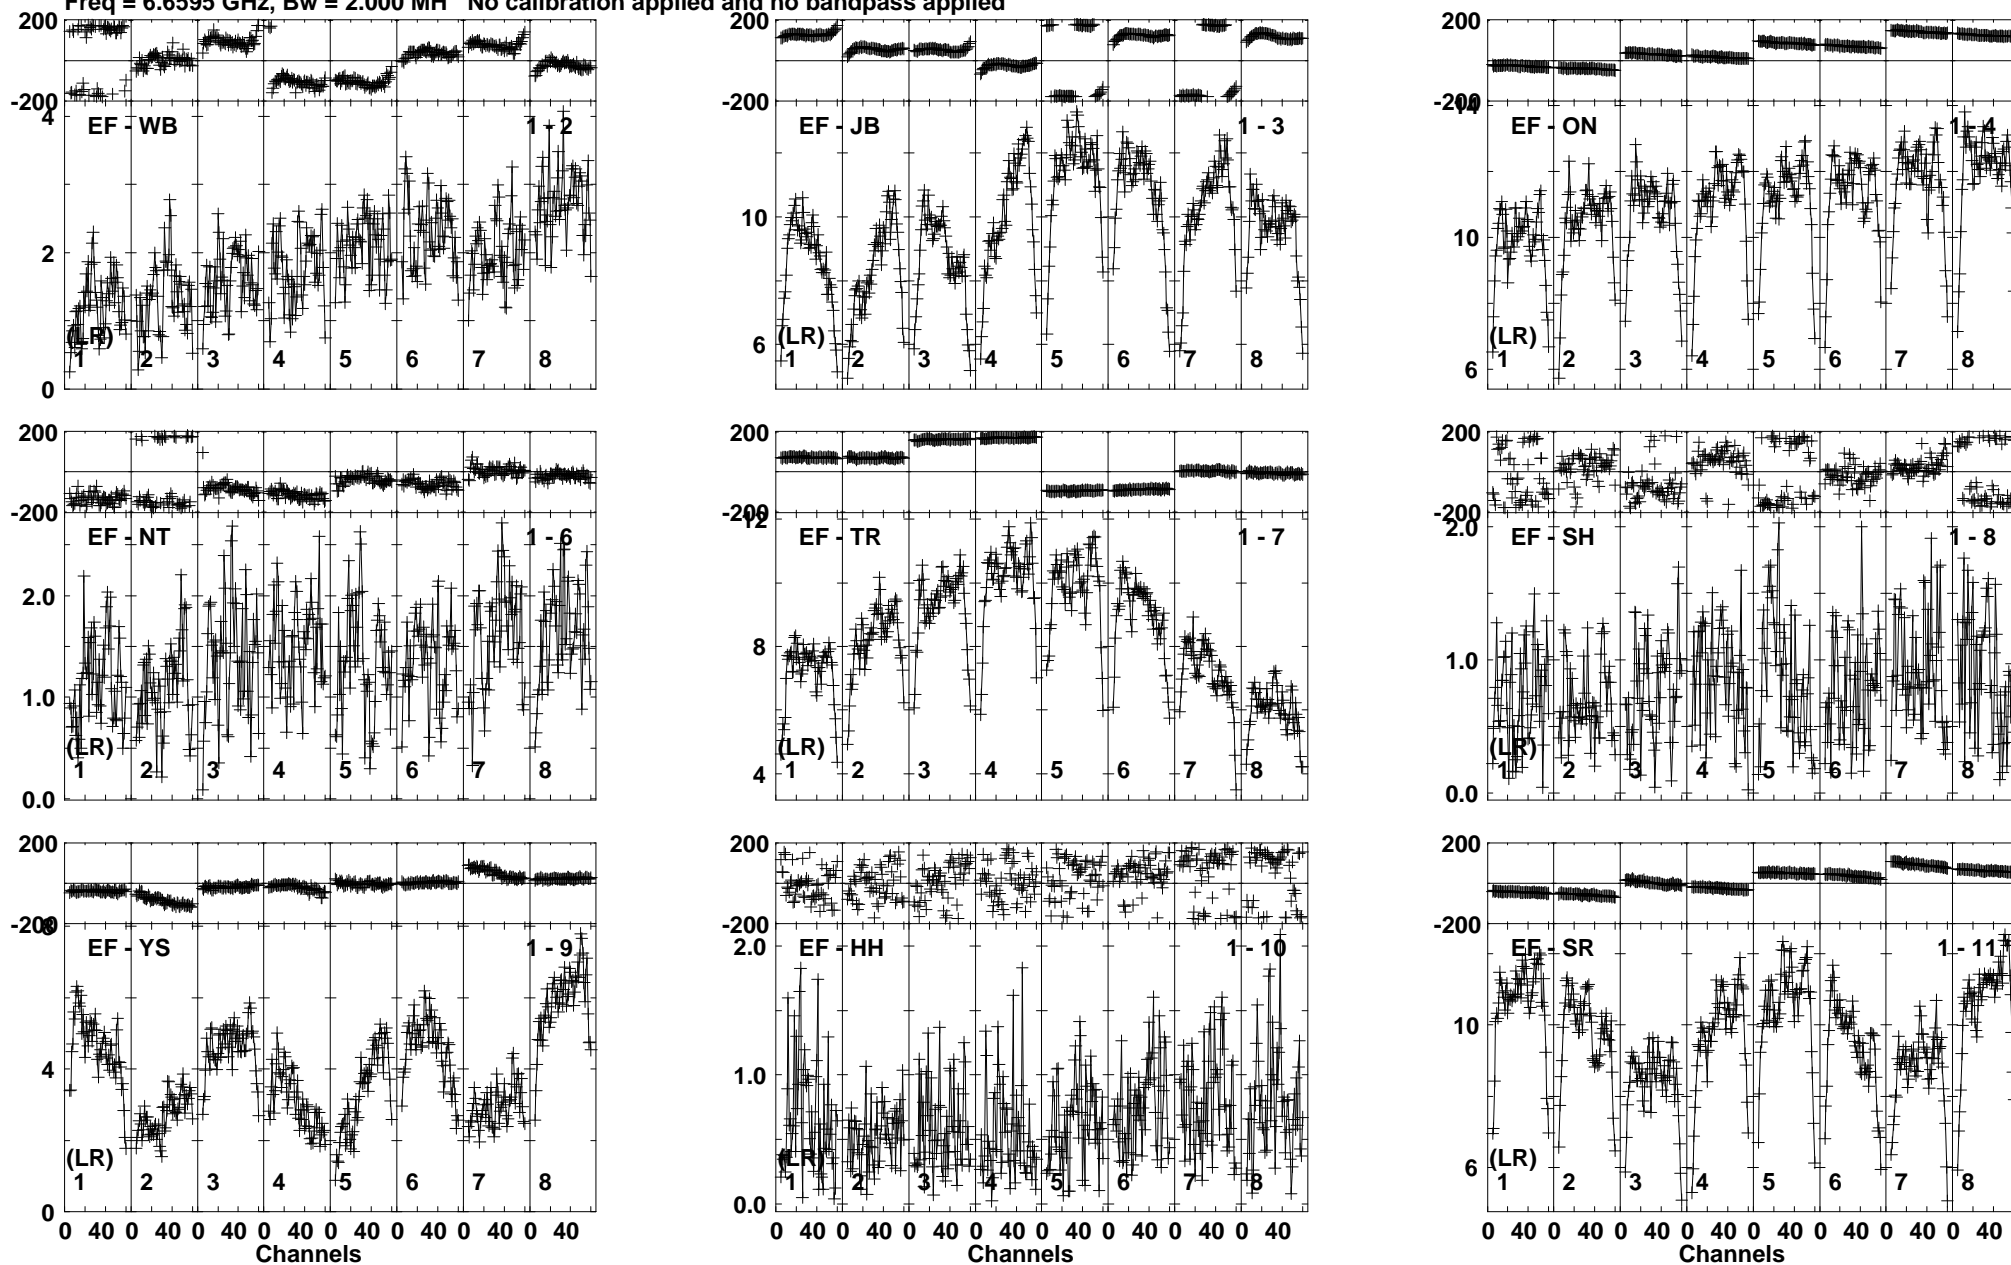 Freq = 6.6595 GHz, Bw = 2.000 MH No calibration applied and no bandpass applied
200 200 200
-200 -200 -200
4 14
EF - WB 1 - 2 EF - JB 1 - 3 EF - ON 1 - 4
2 10 10
(LR) (LR) (LR)
6 6
1 2 3 4 5 6 7 8 1 2 3 4 5 6 7 8 1 2 3 4 5 6 7 8
0
200 200 200
-200 -200 -200
12 2.0
EF - NT 1 - 6 EF - TR 1 - 7 EF - SH 1 - 8
2.0 8
1.0 1.0
(LR) (LR) (LR)
1 2 3 4 5 6 7 8 1 2 3 4 5 6 7 8 1 2 3 4 5 6 7 8
0.0 4 0.0
200 200 200
-200 -200 -200
8 2.0
EF - YS 1 - 9 EF - HH 1 - 10 EF - SR 1 - 11
4 1.0 10
(LR) (LR) (LR)
6
1 2 3 4 5 6 7 8 1 2 3 4 5 6 7 8 1 2 3 4 5 6 7 8
0 0.0
0 40 0 40 0 40 0 40 0 40 0 40 0 40 0 40 0 40 0 40 0 40 0 40 0 40 0 40 0 40 0 40 0 40 0 40 0 40 0 40 0 40 0 40 0 40 0 40
Channels Channels Channels